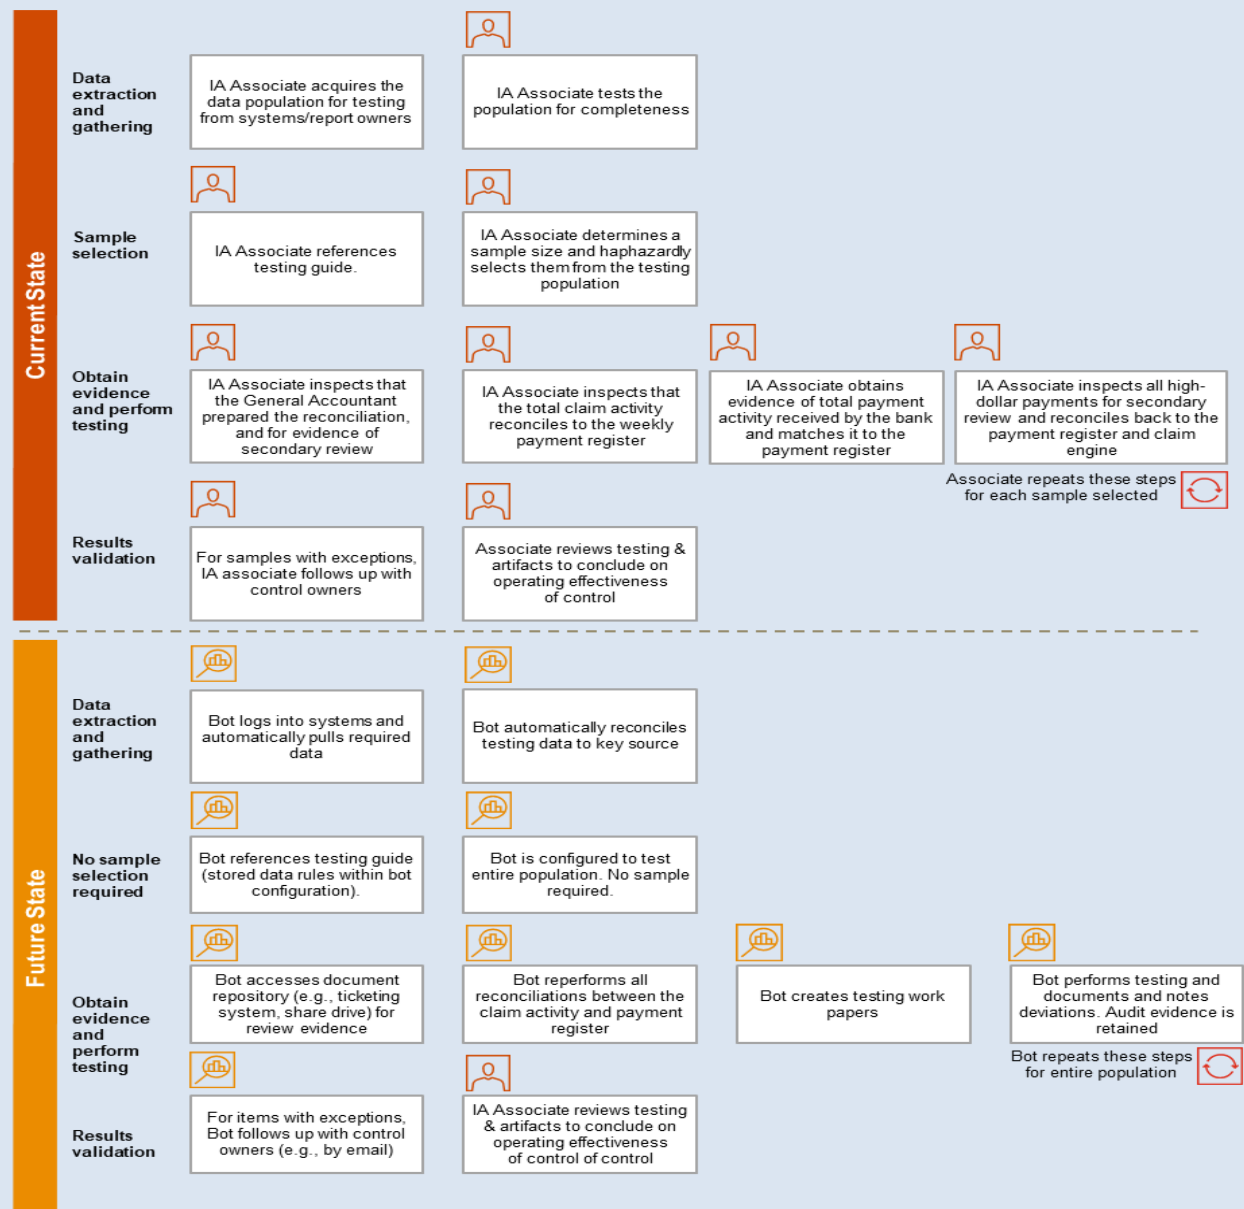 Current State
Data
extraction
and
gathering
IA Associate acquires the
data population for testing
from systems/report owners
IA Associate tests the
population for completeness
Sample
selection
IA Associate references
testing guide.
IA Associate determines a
sample size and haphazardly
selects them from the testing
population
Obtain
evidence
and perform
testing
IA Associate inspects that
the General Accountant
prepared the reconciliation,
and for evidence of
secondary review
IA Associate inspects that
the total claim activity
reconciles to the weekly
payment register
IA Associate obtains
evidence of total payment
activity received by the bank
and matches it to the
payment register
IA Associate inspects all high-
dollar payments for secondary
review and reconciles back to the
payment register and claim
engine
Associate repeats these steps
for each sample selected
Results
validation
For samples with exceptions,
IA associate follows up with
control owners
Associate reviews testing &
artifacts to conclude on
operating effectiveness
of control
Future State
Data
extraction
and
gathering
Bot logs into systems and
automatically pulls required
data
Bot automatically reconciles
testing data to key source
No sample
selection
required
Bot references testing guide
(stored data rules within bot
configuration).
Bot is configured to test
entire population. No sample
required.
Obtain
evidence
and
perform
testing
Bot accesses document
repository (e.g., ticketing
system, share drive) for
review evidence
Bot reperforms all
reconciliations between the
claim activity and payment
register
Bot creates testing work
papers
Bot performs testing and
documents and notes
deviations. Audit evidence is
retained
Bot repeats these steps
for entire population
Results
validation
For items with exceptions,
Bot follows up with control
owners (e.g., by email)
IA Associate reviews testing
& artifacts to conclude on
operating effectiveness
of control of control